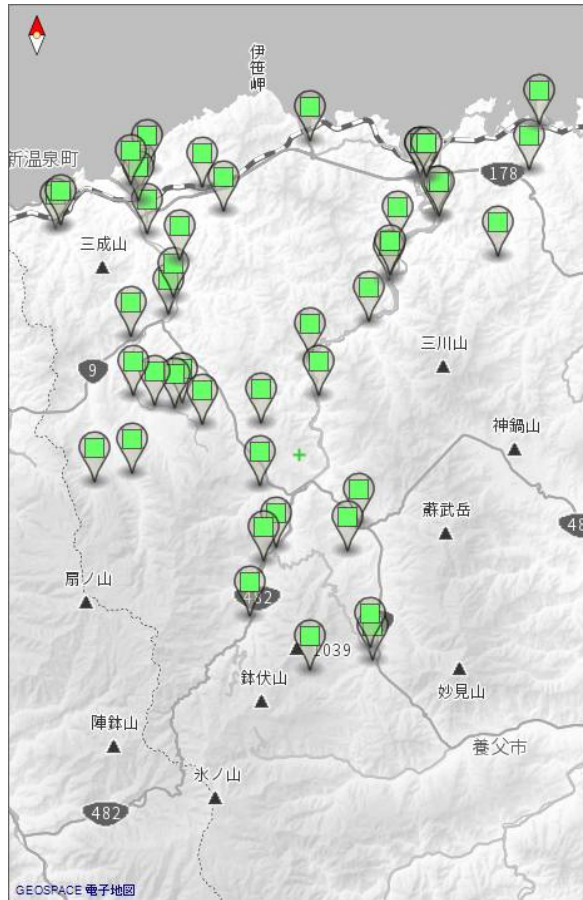 伊
笹
岬
新温泉町
178
三成山
三川山
9
神鍋山
蘇武岳
48
扇ノ山
482
1039
鉢伏山
妙見山
陣鉢山
養父市
氷ノ山
482
GEOSPACE 電子地図